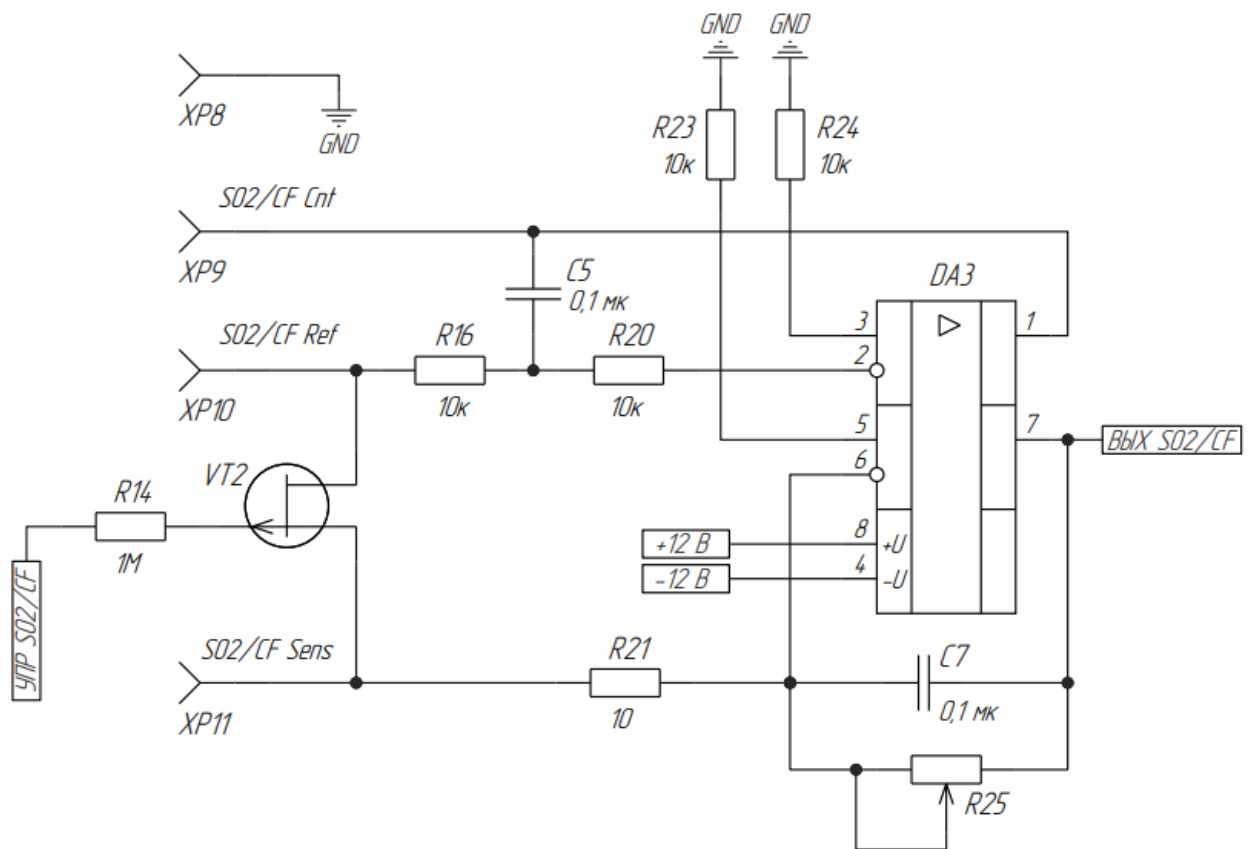 GND GND
XP8
GND
R23
10к
R24
10к
SO2/CF Cnt
XP9
C5
0,1 мк
DA3
SO2/CF Ref
XP10
R16
10к
R20
10к
3
2
1
5
6
7
ВЫХ SO2/CF
VT2
R14
1М
УПР SO2/CF
+12 В
8
+U
-12 В
4
-U
SO2/CF Sens
XP11
R21
10
C7
0,1 мк
R25